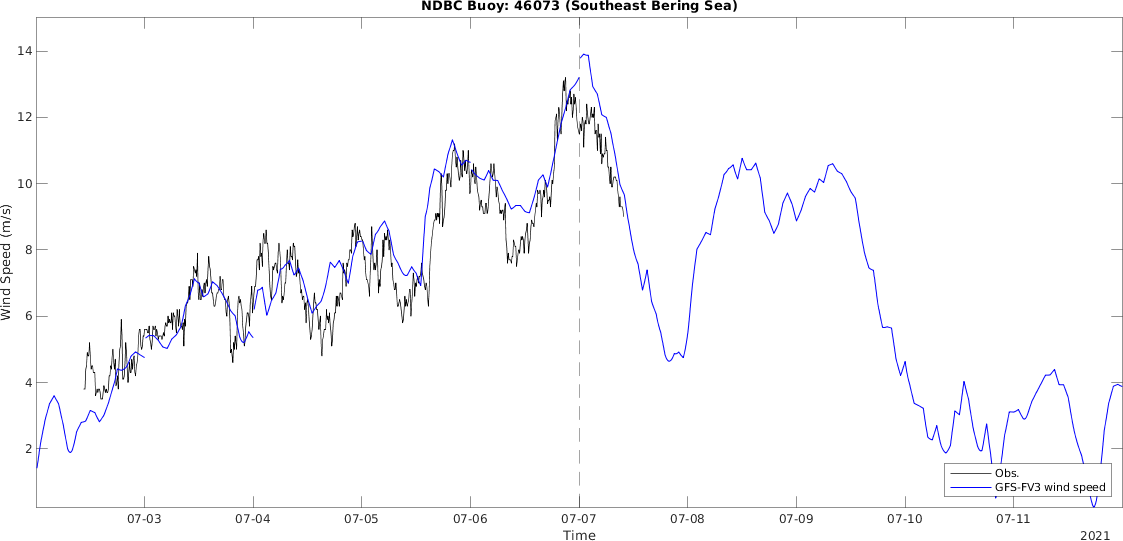 NDBC Buoy: 46073 (Southeast Bering Sea)
Wind Speed (m/s)
14
12
10
8
6
4
2
Obs.
GFS-FV3 wind speed
07-03 07-04 07-05 07-06 07-07 07-08 07-09 07-10 07-11
Time
2021